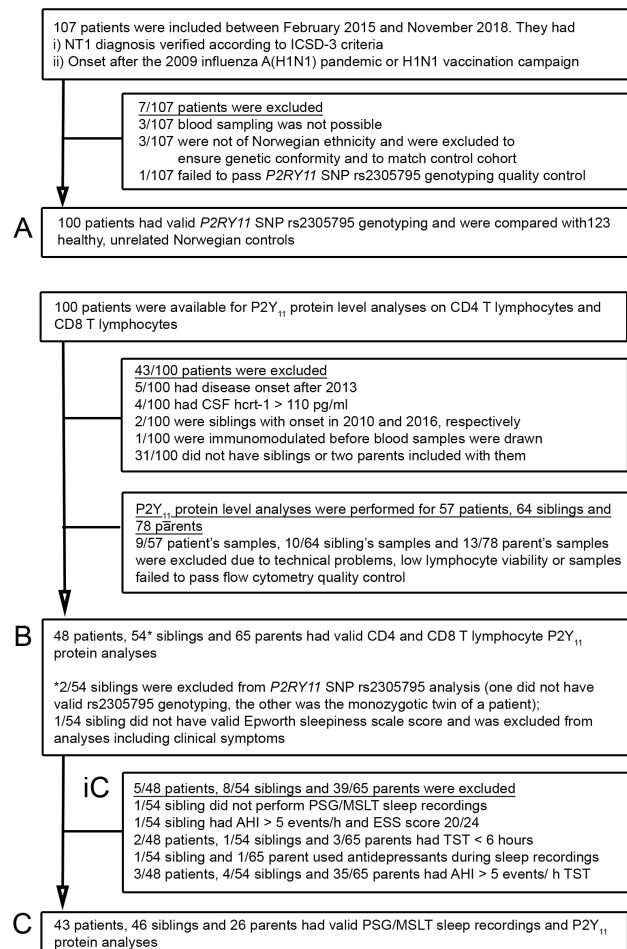 107 patients were included between February 2015 and November 2018. They had
i) NT1 diagnosis verified according to ICSD-3 criteria
ii) Onset after the 2009 influenza A(H1N1) pandemic or H1N1 vaccination campaign
7/107 patients were excluded
3/107 blood sampling was not possible
3/107 were not of Norwegian ethnicity and were excluded to
ensure genetic conformity and to match control cohort
1/107 failed to pass P2RY11 SNP rs2305795 genotyping quality control
A
100 patients had valid P2RY11 SNP rs2305795 genotyping and were compared with123
healthy, unrelated Norwegian controls
100 patients were available for P2Y11 protein level analyses on CD4 T lymphocytes and
CD8 T lymphocytes
43/100 patients were excluded
5/100 had disease onset after 2013
4/100 had CSF hcrt-1 > 110 pg/ml
2/100 were siblings with onset in 2010 and 2016, respectively
1/100 were immunomodulated before blood samples were drawn
31/100 did not have siblings or two parents included with them
P2Y11 protein level analyses were performed for 57 patients, 64 siblings and
78 parents
9/57 patient's samples, 10/64 sibling's samples and 13/78 parent's samples
were excluded due to technical problems, low lymphocyte viability or samples
failed to pass flow cytometry quality control
B
48 patients, 54* siblings and 65 parents had valid CD4 and CD8 T lymphocyte P2Y11
protein analyses
*2/54 siblings were excluded from P2RY11 SNP rs2305795 analysis (one did not have
valid rs2305795 genotyping, the other was the monozygotic twin of a patient);
1/54 sibling did not have valid Epworth sleepiness scale score and was excluded from
analyses including clinical symptoms
iC
5/48 patients, 8/54 siblings and 39/65 parents were excluded
1/54 sibling did not perform PSG/MSLT sleep recordings
1/54 sibling had AHI > 5 events/h and ESS score 20/24
2/48 patients, 1/54 siblings and 3/65 parents had TST < 6 hours
1/54 sibling and 1/65 parent used antidepressants during sleep recordings
3/48 patients, 4/54 siblings and 35/65 parents had AHI > 5 events/ h TST
C
43 patients, 46 siblings and 26 parents had valid PSG/MSLT sleep recordings and P2Y11
protein analyses